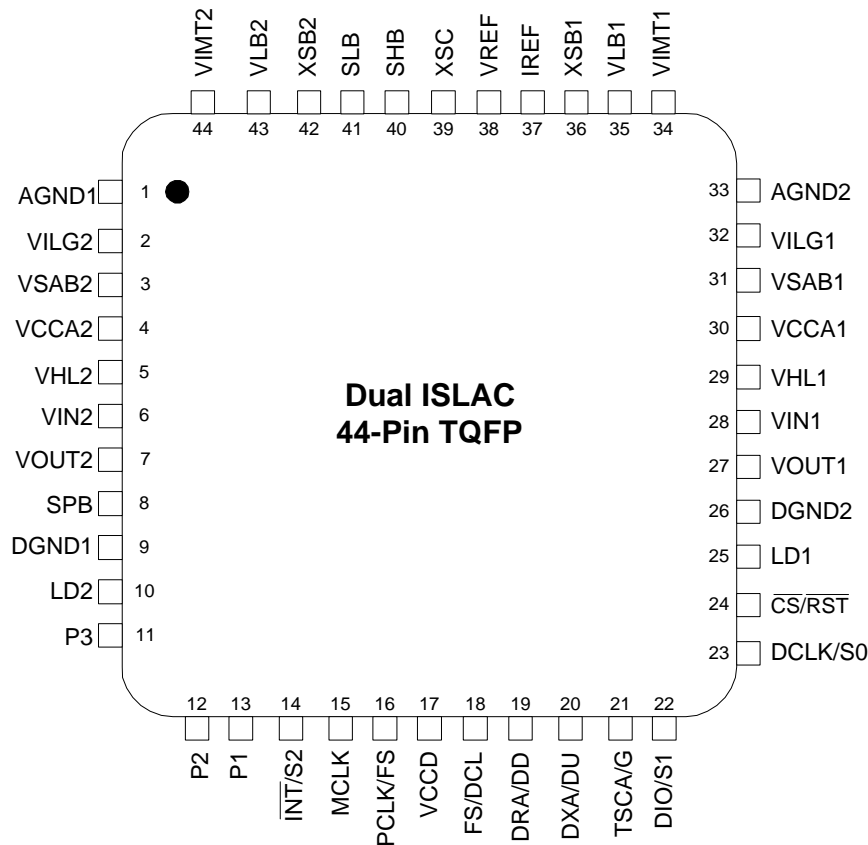 VIMT2 VLB2 XSB2 SLB SHB XSC VREF IREF XSB1 VLB1 VIMT1
44 43 42 41 40 39 38 37 36 35 34
AGND1 1
VILG2 2
VSAB2 3
VCCA2 4
VHL2 5
VIN2 6
VOUT2 7
SPB 8
DGND1 9
LD2 10
P3 11
Dual ISLAC
44-Pin TQFP
33 AGND2
32 VILG1
31 VSAB1
30 VCCA1
29 VHL1
28 VIN1
27 VOUT1
26 DGND2
25 LD1
24 C̅S̅/R̅S̅T̅
23 DCLK/S0
12 13 14 15 16 17 18 19 20 21 22
P2 P1 I̅N̅T̅/S2 MCLK PCLK/FS VCCD FS/DCL DRA/DD DXA/DU TSCA/G DIO/S1